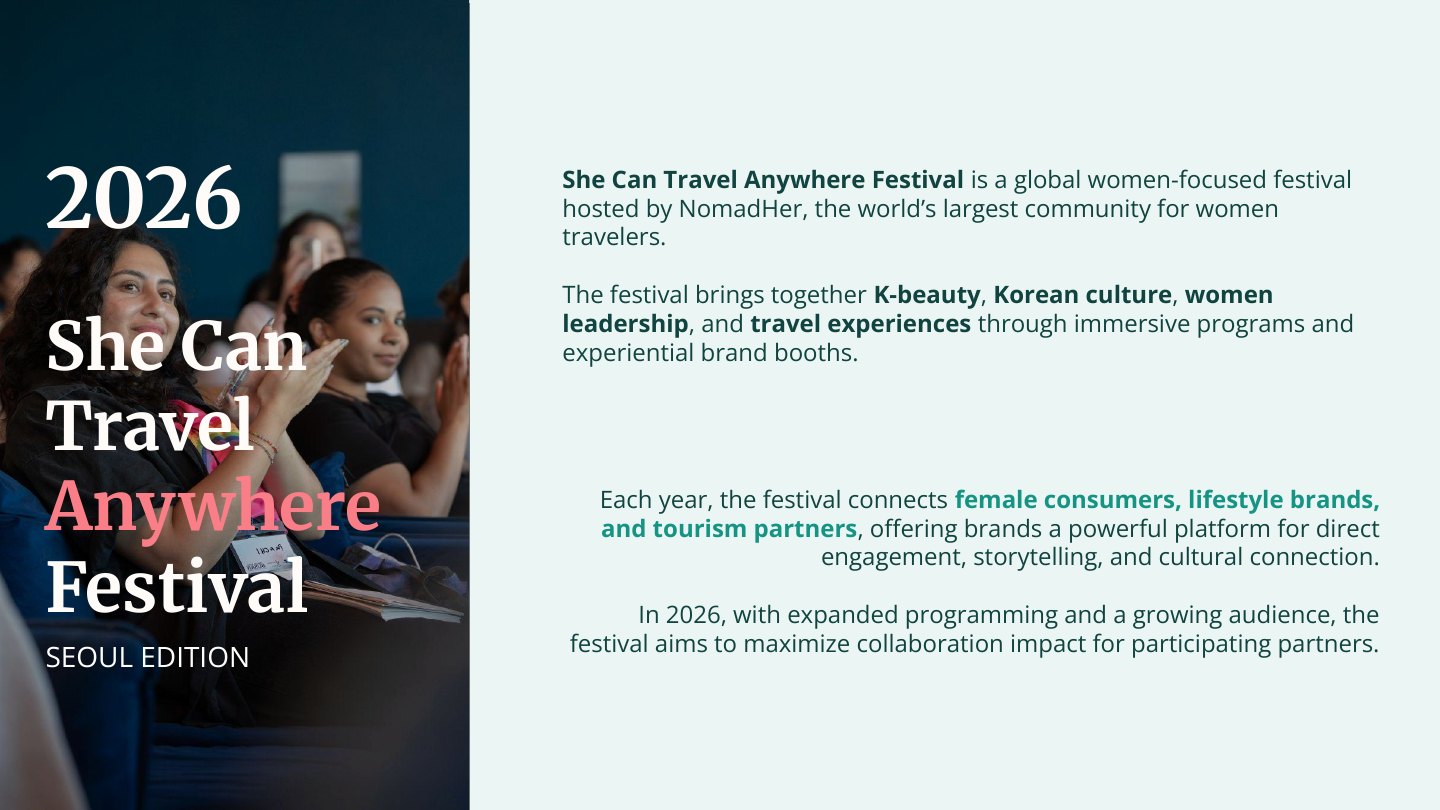 2026
She Can
Travel
Anywhere
Festival
SEOUL EDITION
She Can Travel Anywhere Festival is a global women-focused festival
hosted by NomadHer, the world’s largest community for women
travelers.
The festival brings together K-beauty, Korean culture, women
leadership, and travel experiences through immersive programs and
experiential brand booths.
Each year, the festival connects female consumers, lifestyle brands,
and tourism partners, offering brands a powerful platform for direct
engagement, storytelling, and cultural connection.
In 2026, with expanded programming and a growing audience, the
festival aims to maximize collaboration impact for participating partners.